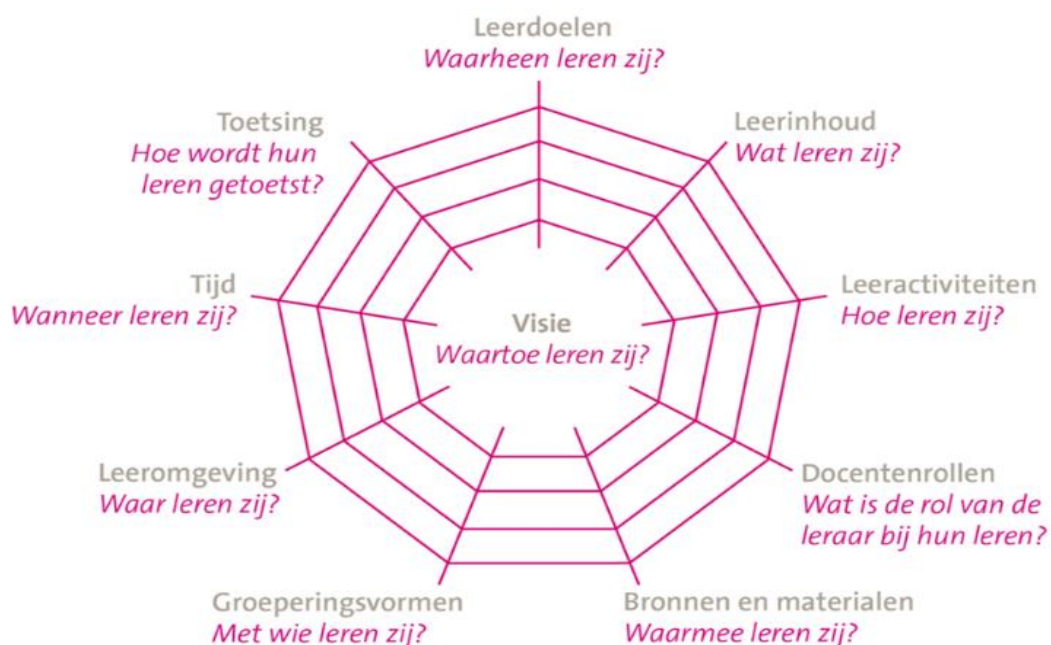 Leerdoelen
Waarheen leren zij?
Leerinhoud
Wat leren zij?
Leeractiviteiten
Hoe leren zij?
Docentenrollen
Wat is de rol van de
leraar bij hun leren?
Bronnen en materialen
Waarmee leren zij?
Groeperingsvormen
Met wie leren zij?
Leeromgeving
Waar leren zij?
Tijd
Wanneer leren zij?
Toetsing
Hoe wordt hun
leren getoetst?
Visie
Waartoe leren zij?